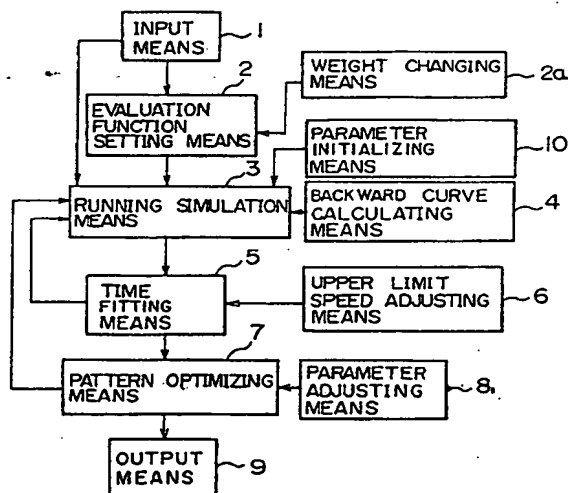 INPUT
MEANS
1
2
EVALUATION
FUNCTION
SETTING MEANS
WEIGHT CHANGING
MEANS
2a
3
PARAMETER
INITIALIZING
MEANS
10
RUNNING SIMULATION
MEANS
BACKWARD CURVE
CALCULATING
MEANS
4
5
TIME
FITTING
MEANS
UPPER LIMIT
SPEED ADJUSTING
MEANS
6
7
PATTERN OPTIMIZING
MEANS
PARAMETER
ADJUSTING
MEANS
8
OUTPUT
MEANS
9